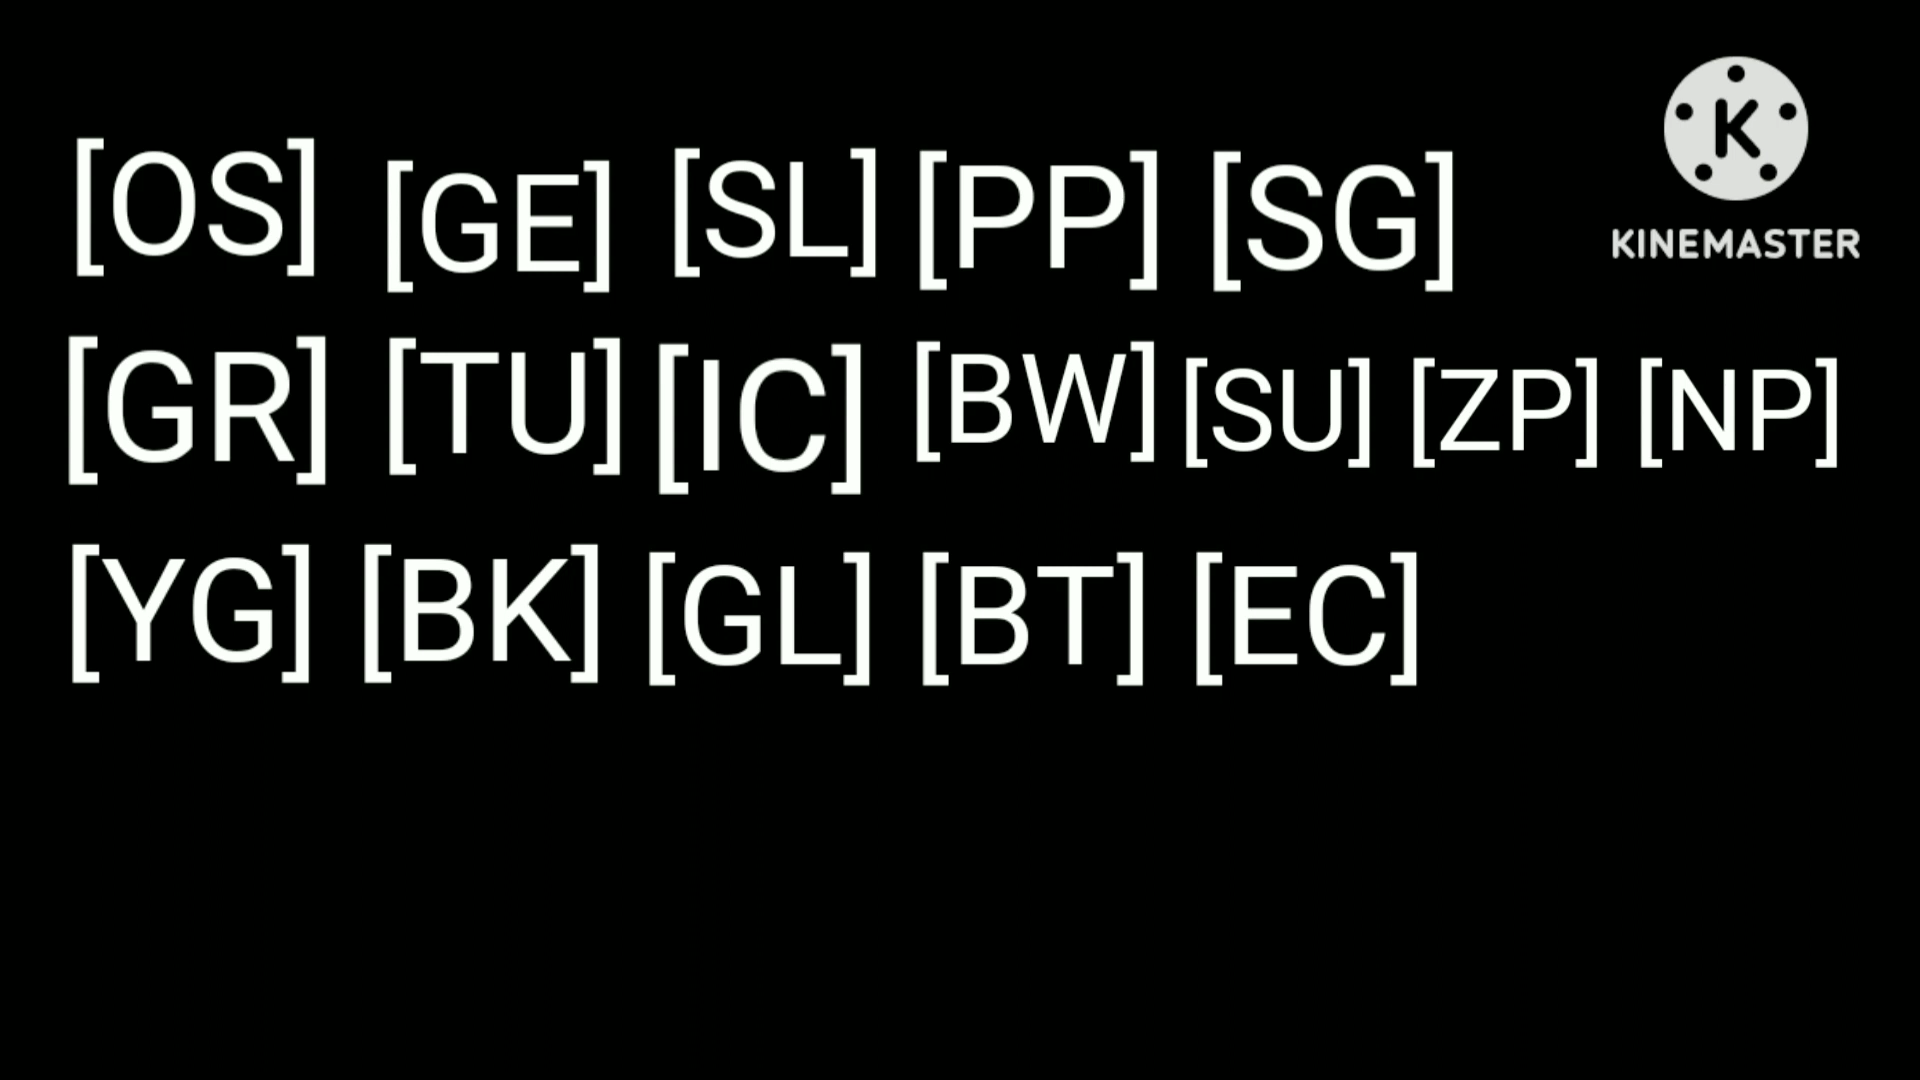 [OS] [GE] [SL] [PP] [SG]
K
KINEMASTER
[GR] [TU] [IC] [BW] [SU] [ZP] [NP]
[YG] [BK] [GL] [BT] [EC]